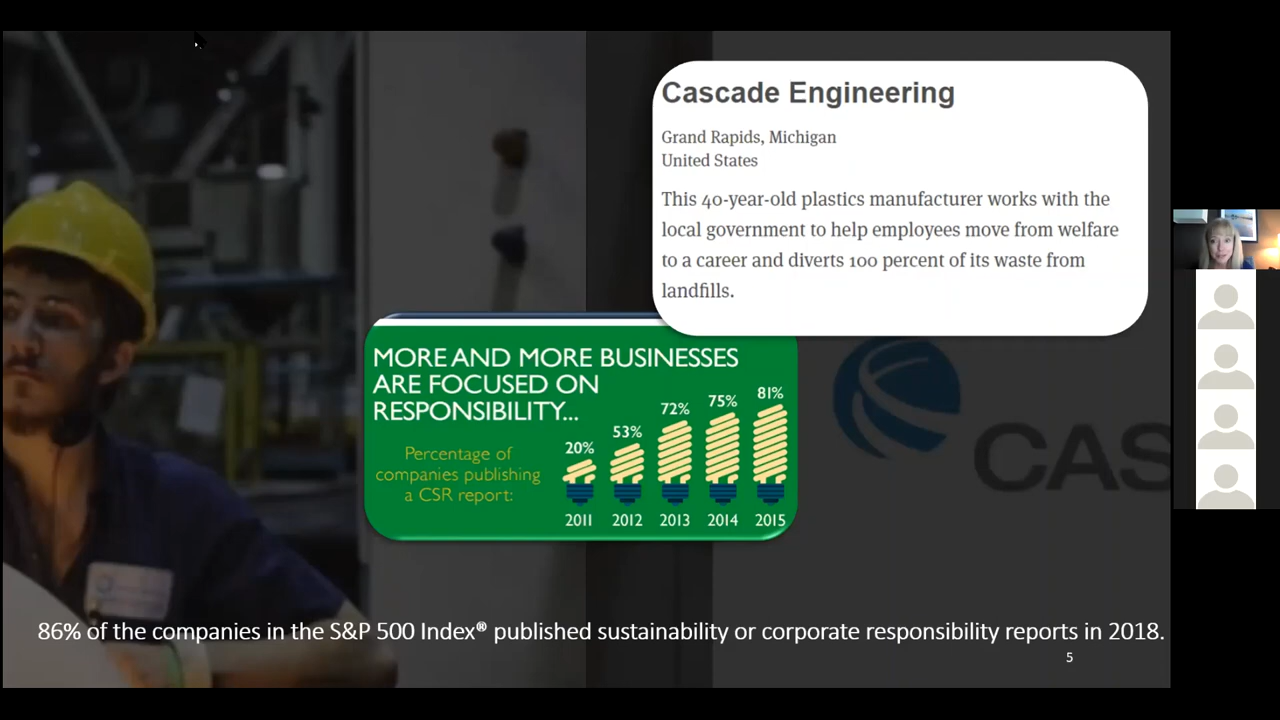 Cascade Engineering
Grand Rapids, Michigan
United States
This 40-year-old plastics manufacturer works with the
local government to help employees move from welfare
to a career and diverts 100 percent of its waste from
landfills.
MORE AND MORE BUSINESSES
ARE FOCUSED ON
RESPONSIBILITY...
Percentage of
companies publishing
a CSR report:
20% 53% 72% 75% 81%
2011 2012 2013 2014 2015
CAS
86% of the companies in the S&P 500 Index® published sustainability or corporate responsibility reports in 2018.
5